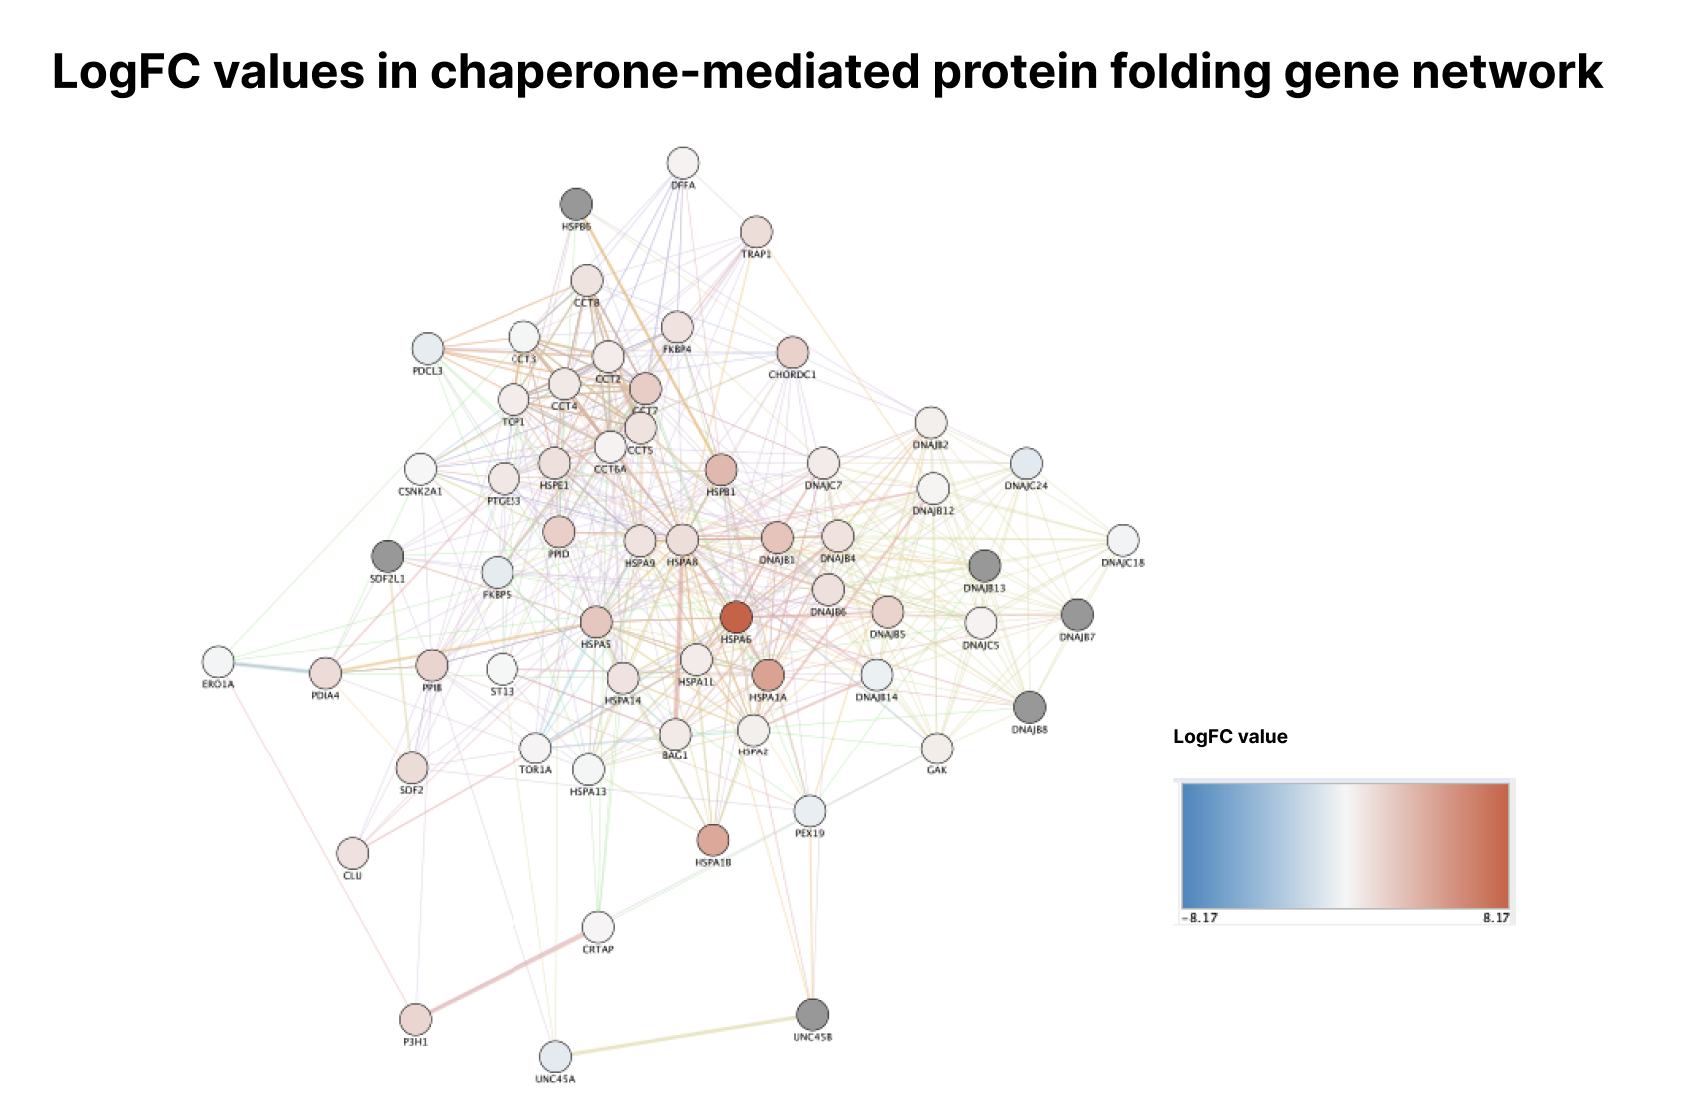 LogFC values in chaperone-mediated protein folding gene network
DFFA
HSPB6
TRAP1
CCT8
FKBP4
CCT3
PDCL3
CCT2
CHORDC1
CCT4
CCT7
TCP1
DNAJB2
CCT5
CCT6A
CSNK2A1
PTGES3
HSPE1
HSPB1
DNAJC7
DNAJC24
DNAJB12
PPID
HSPA9
HSPA8
DNAJB1
DNAJB4
DNAJC18
SDF2L1
FKBP5
DNAJB13
DNAJB6
HSPA5
HSPA6
DNAJB5
DNAJC5
DNAJB7
ERO1A
PDIA4
PPIB
ST13
HSPA14
HSPA1L
HSPA1A
DNAJB14
DNAJB8
LogFC value
TOR1A
BAG1
HSPA2
GAK
SDF2
HSPA13
PEX19
HSPA1B
CLU
-8.17 8.17
CRTAP
P3H1
UNC45B
UNC45A